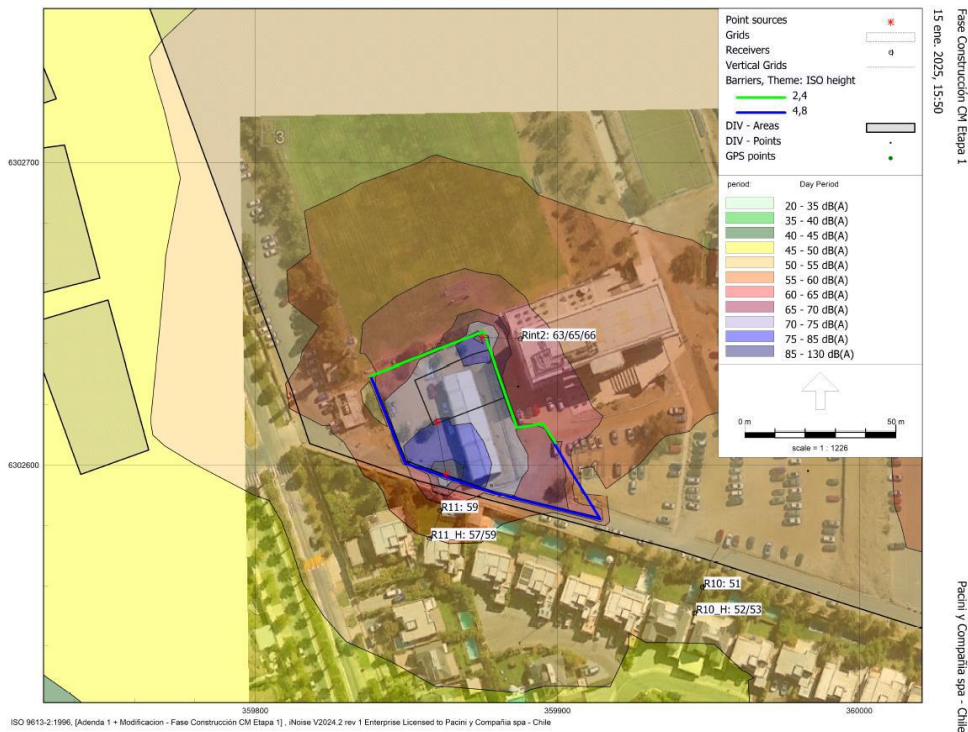 Point sources
Grids
Receivers
Vertical Grids
Barriers, Theme: ISO height
2,4
4,8
DIV - Areas
DIV - Points
GPS points
period:
Day Period
20 - 35 dB(A)
35 - 40 dB(A)
40 - 45 dB(A)
45 - 50 dB(A)
50 - 55 dB(A)
55 - 60 dB(A)
60 - 65 dB(A)
65 - 70 dB(A)
70 - 75 dB(A)
75 - 85 dB(A)
85 - 130 dB(A)
0 m
50 m
scale = 1 : 1226
Fase Construcción CM Etapa 1
15 ene. 2025, 15:50
Pacini y Compañia spa - Chile
6302700
6302600
3
Rint2: 63/65/66
R11: 59
R11_H: 57/59
R10: 51
R10_H: 52/53
359800
359900
360000
ISO 9613-2:1996, [Adenda 1 + Modificacion - Fase Construcción CM Etapa 1] , iNoise V2024.2 rev 1 Enterprise Licensed to Pacini y Compañia spa - Chile